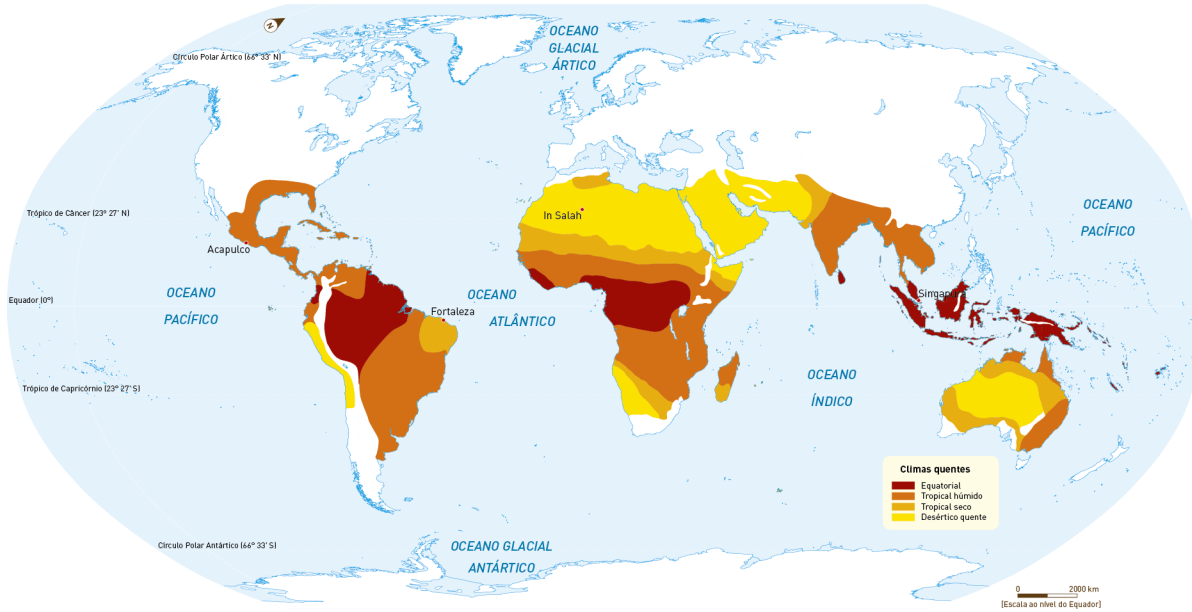 N
OCEANO
GLACIAL
ÁRTICO
Círculo Polar Ártico (66° 33' N)
In Salah
Trópico de Câncer (23° 27' N)
OCEANO
PACÍFICO
Acapulco
OCEANO
PACÍFICO
OCEANO
ATLÂNTICO
Singapura
Equador (0°)
Fortaleza
OCEANO
ÍNDICO
Trópico de Capricórnio (23° 27' S)
Climas quentes
Equatorial
Tropical húmido
Tropical seco
Desértico quente
Círculo Polar Antártico (66° 33' S)
OCEANO GLACIAL
ANTÁRTICO
0 2000 km
[Escala ao nível do Equador]